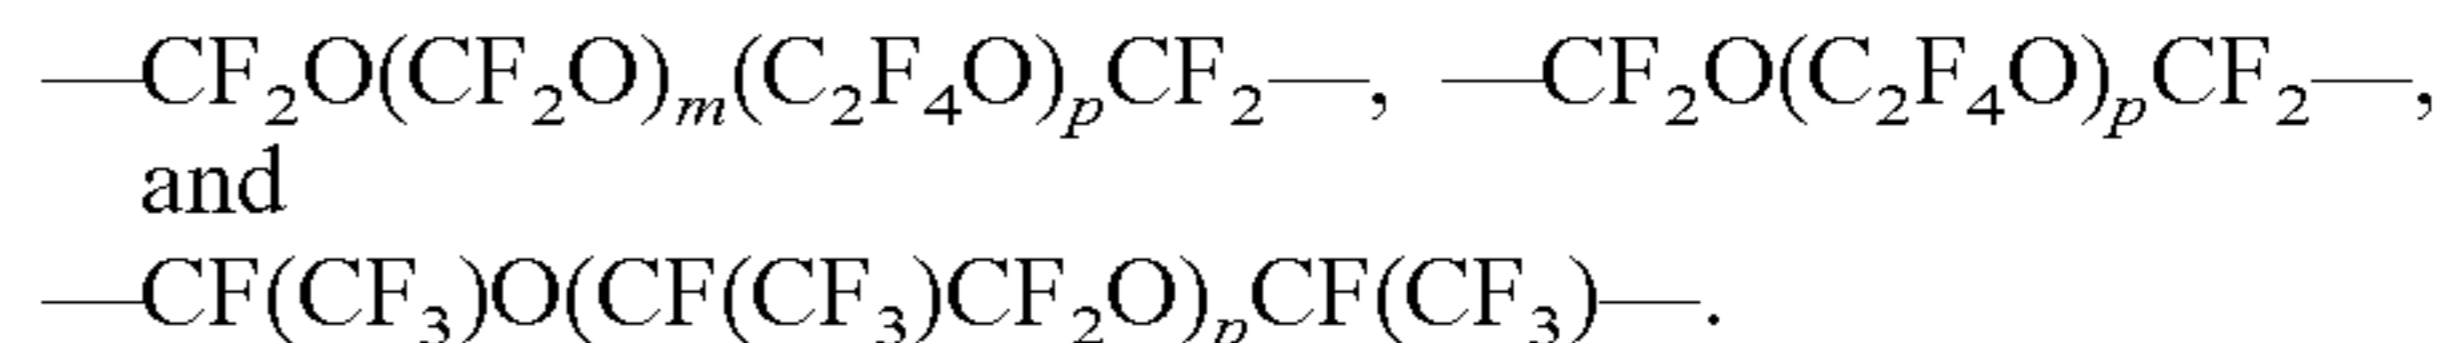 —CF₂O(CF₂O)ₘ(C₂F₄O)ₚCF₂—, —CF₂O(C₂F₄O)ₚCF₂—,
and
—CF(CF₃)O(CF(CF₃)CF₂O)ₚCF(CF₃)—.